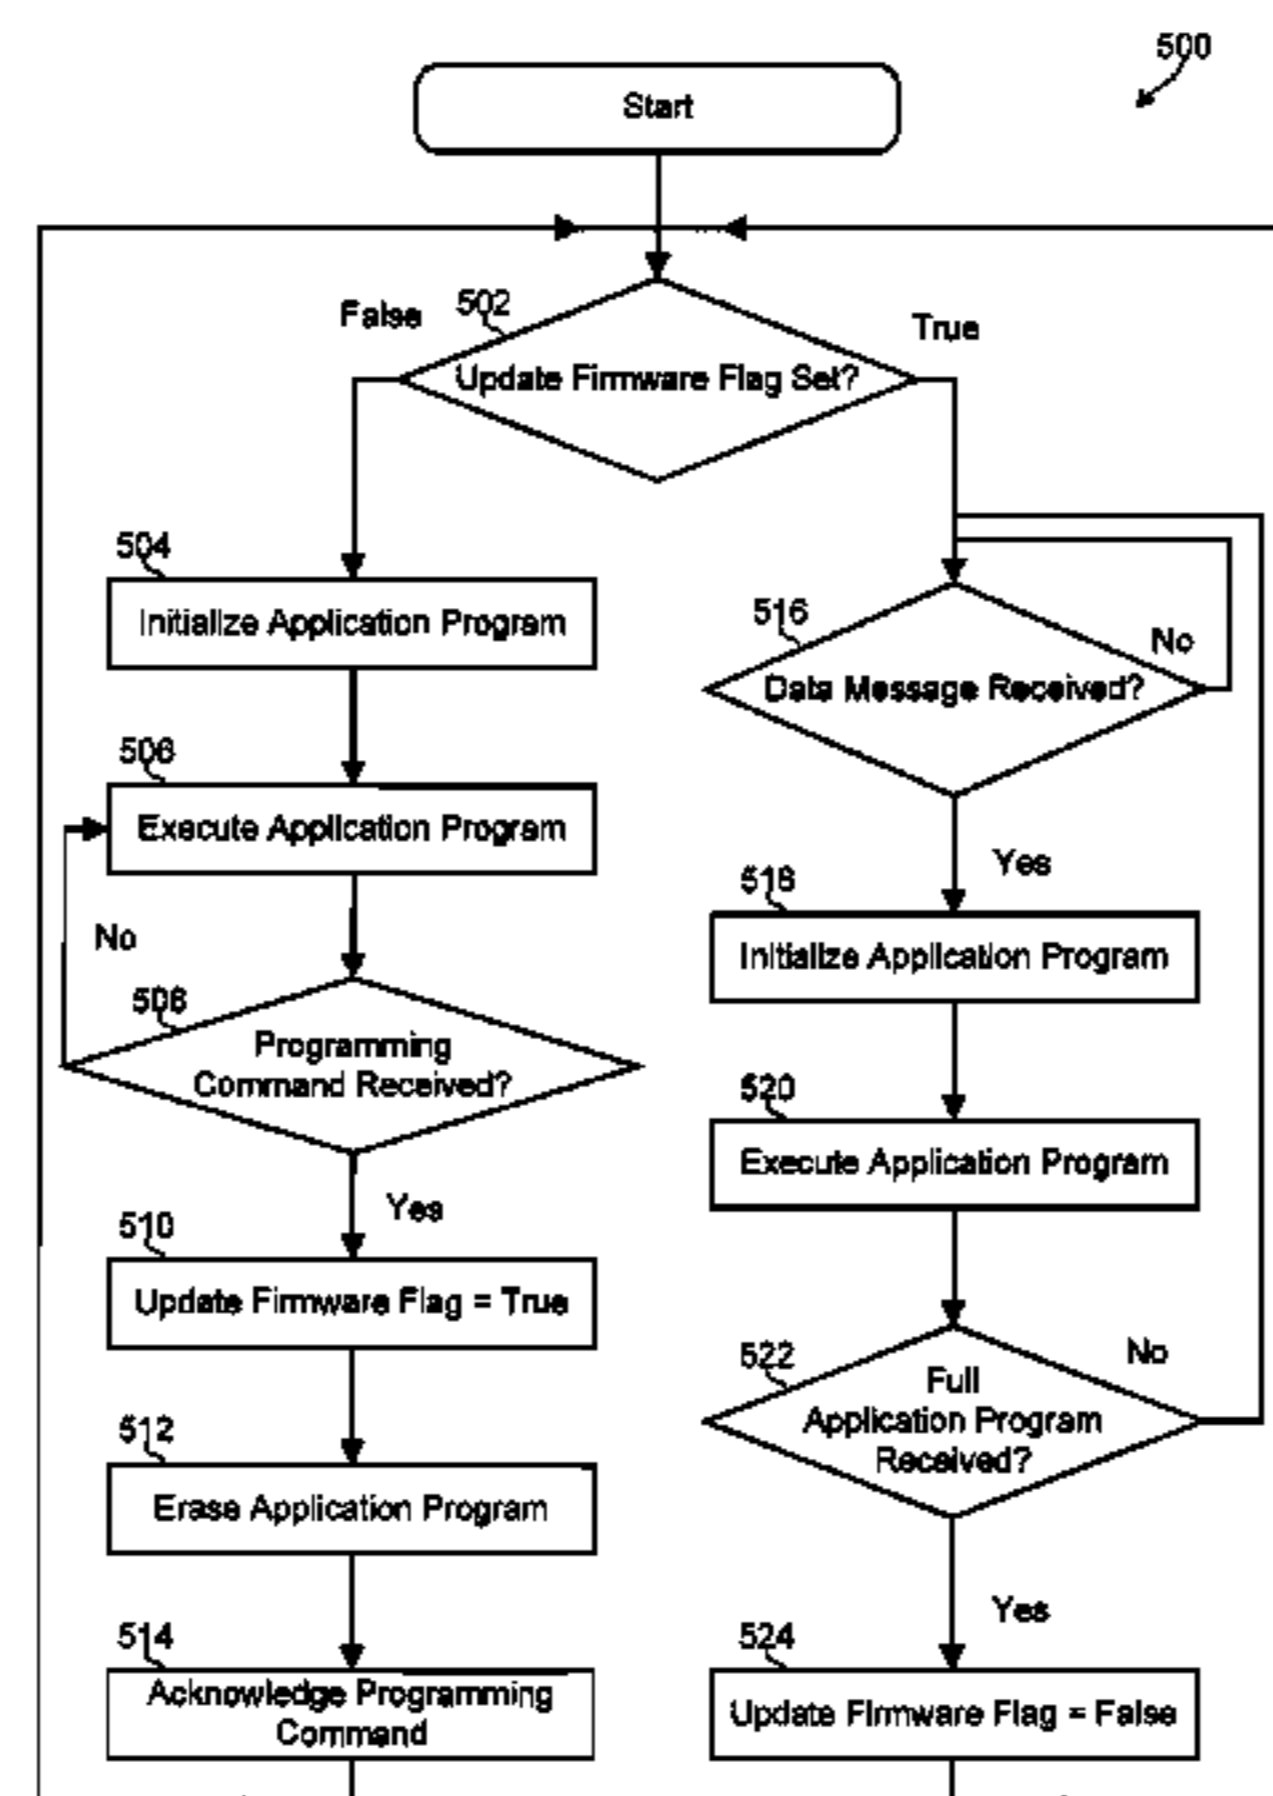 500
Start
False
502
True
Update Firmware Flag Set?
504
Initialize Application Program
516
No
Data Message Received?
506
Execute Application Program
Yes
518
Initialize Application Program
No
508
Programming
Command Received?
520
Execute Application Program
Yes
510
Update Firmware Flag = True
522
No
Full
Application Program
Received?
512
Erase Application Program
Yes
514
Acknowledge Programming
Command
524
Update Firmware Flag = False